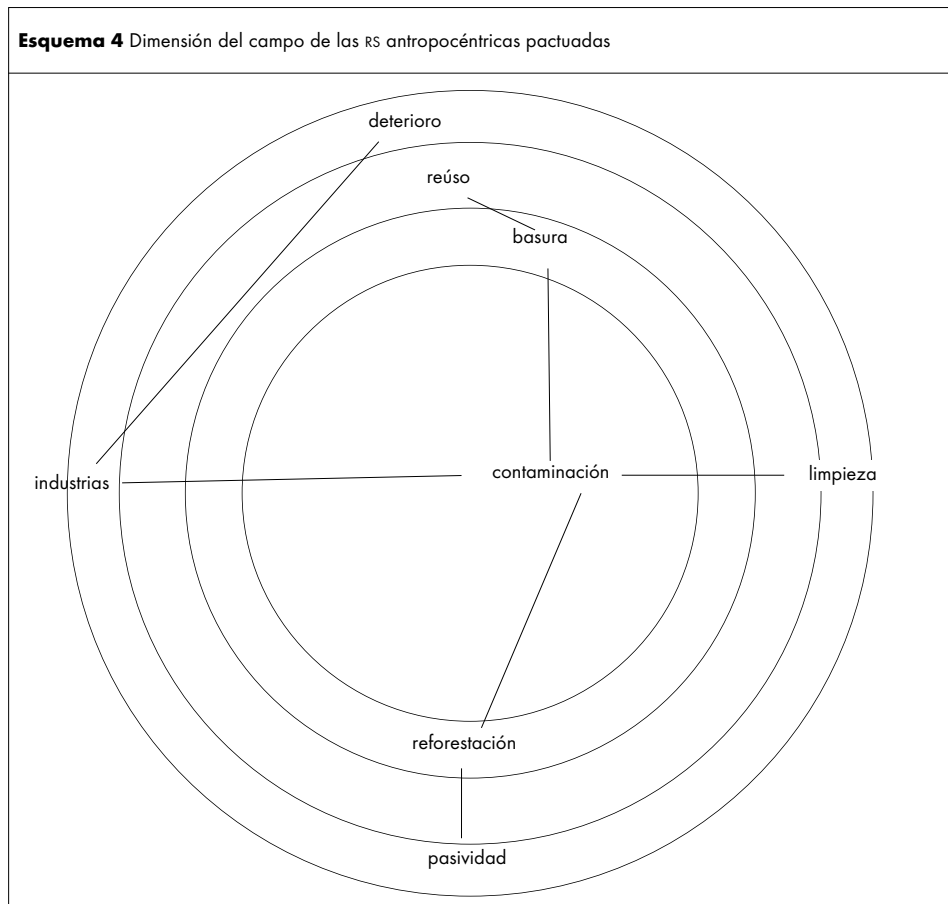 Esquema 4 Dimensión del campo de las RS antropocéntricas pactuadas
deterioro
reúso
basura
contaminación
limpieza
industrias
reforestación
pasividad